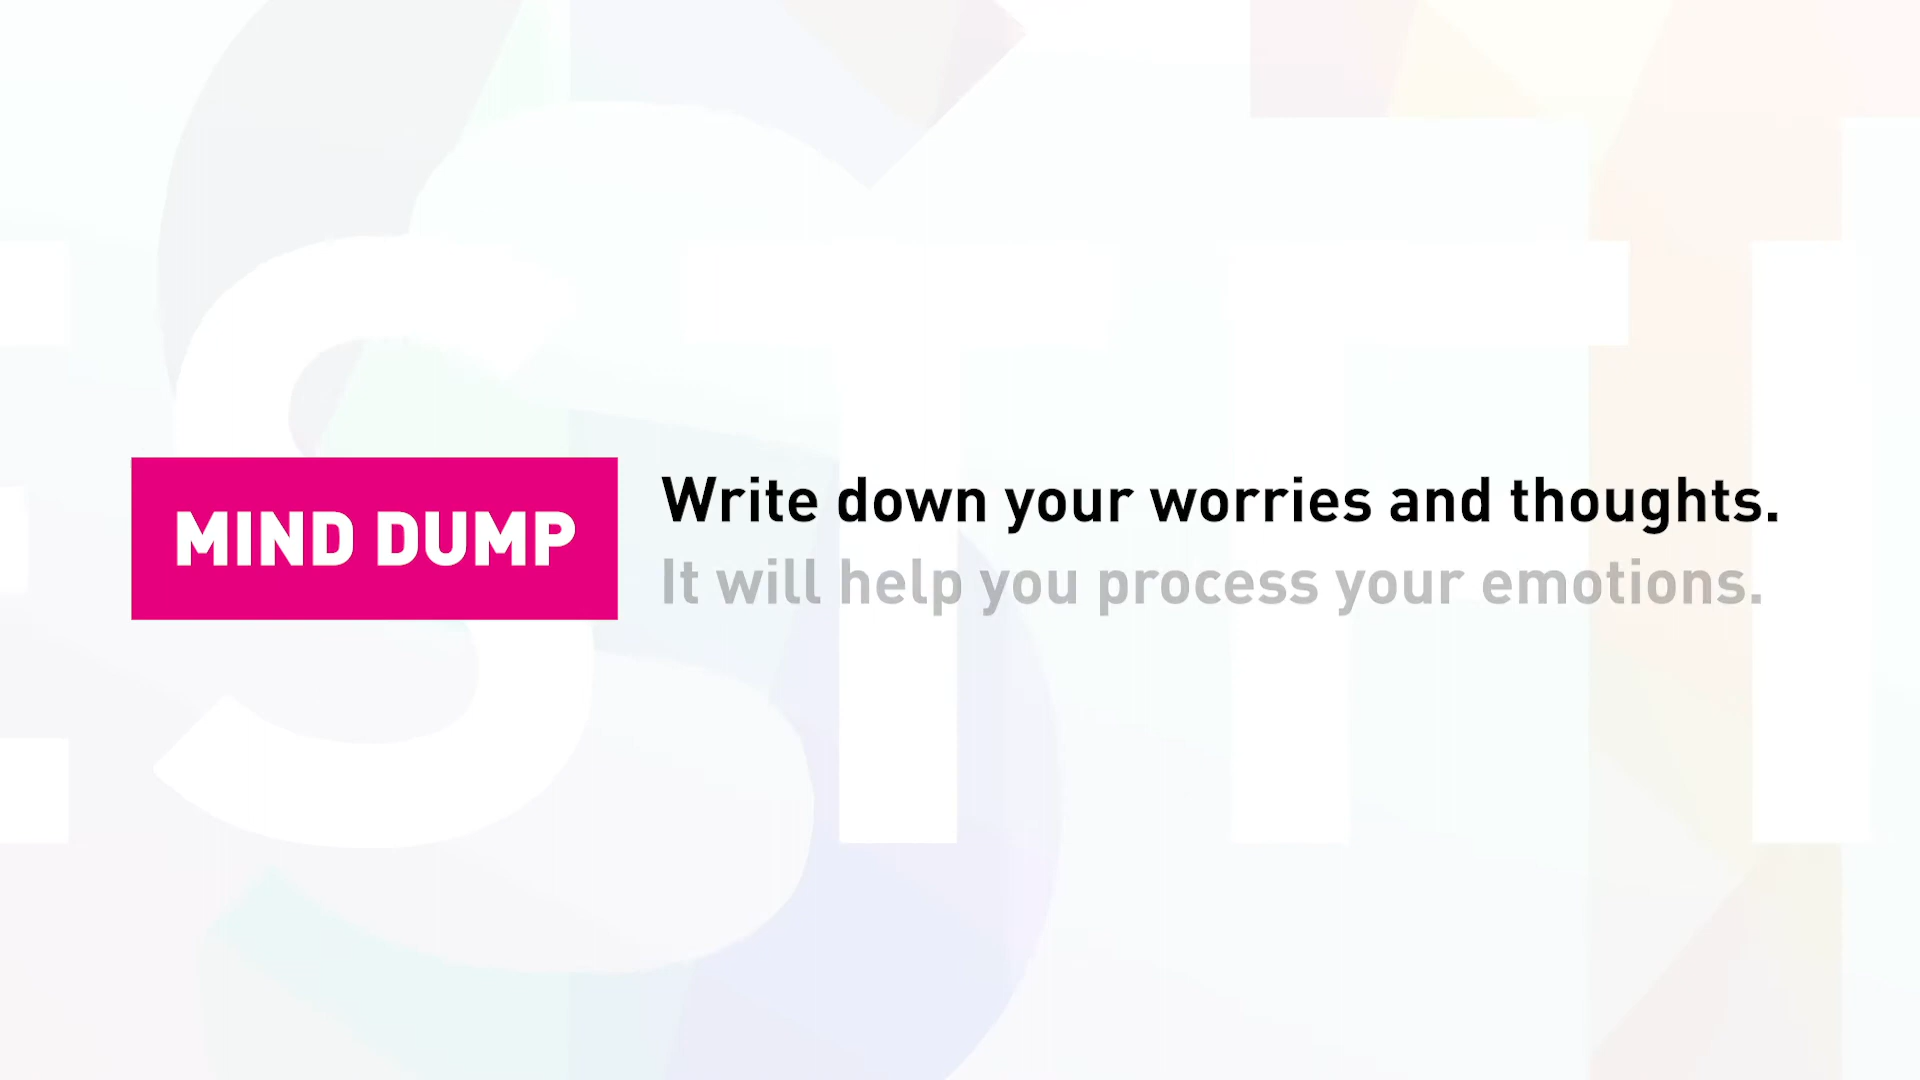 MIND DUMP
Write down your worries and thoughts.
It will help you process your emotions.